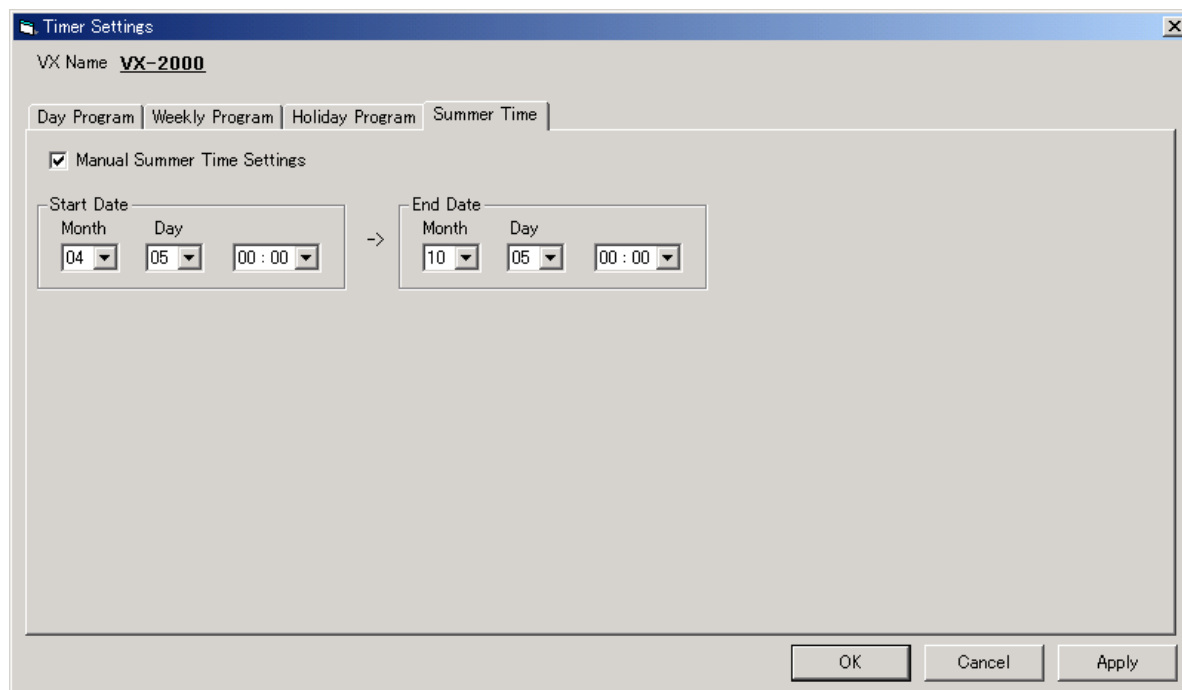 Timer Settings
VX Name VX-2000
Day Program Weekly Program Holiday Program Summer Time
Manual Summer Time Settings
Start Date End Date
Month Day Month Day
04 05 00 : 00 -> 10 05 00 : 00
OK Cancel Apply